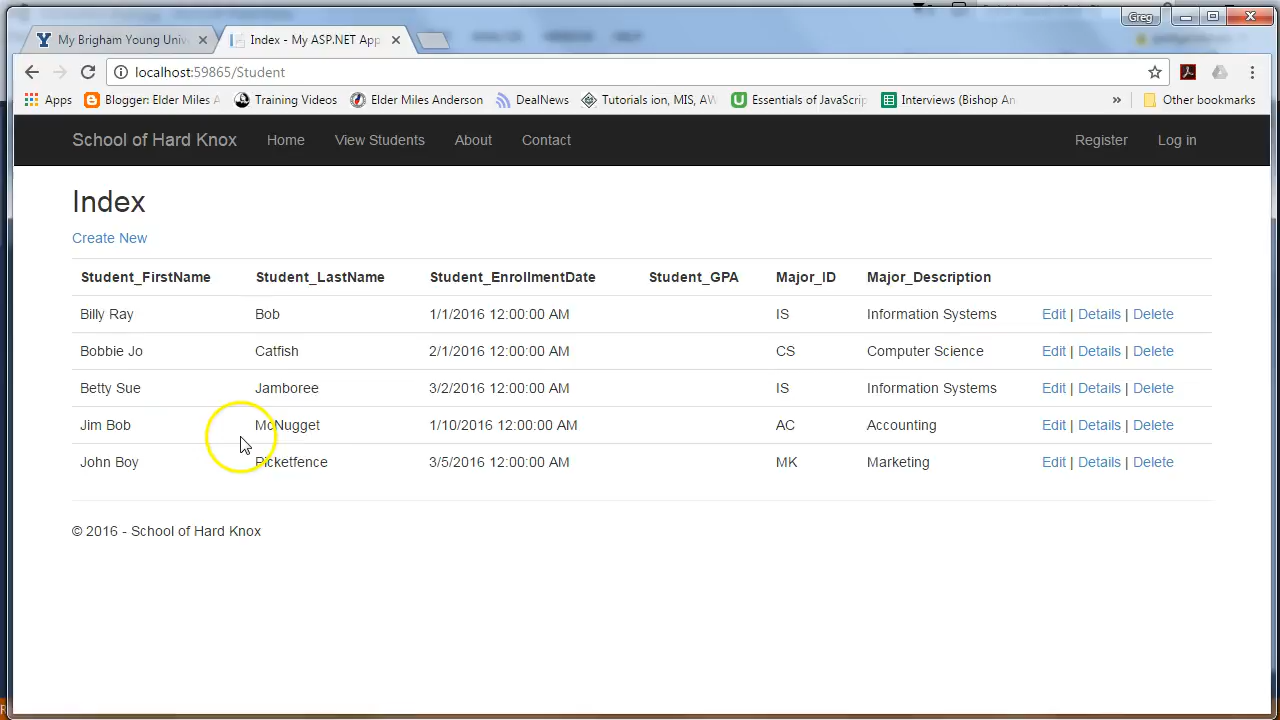 Greg
My Brigham Young Univ
Index - My ASP.NET App
localhost:59865/Student
Apps Blogger: Elder Miles A Training Videos Elder Miles Anderson DealNews Tutorials ion, MIS, AW Essentials of JavaScrip Interviews (Bishop An » Other bookmarks
School of Hard Knox Home View Students About Contact Register Log in
Index
Create New
Student_FirstName Student_LastName Student_EnrollmentDate Student_GPA Major_ID Major_Description
Billy Ray Bob 1/1/2016 12:00:00 AM IS Information Systems Edit | Details | Delete
Bobbie Jo Catfish 2/1/2016 12:00:00 AM CS Computer Science Edit | Details | Delete
Betty Sue Jamboree 3/2/2016 12:00:00 AM IS Information Systems Edit | Details | Delete
Jim Bob McNugget 1/10/2016 12:00:00 AM AC Accounting Edit | Details | Delete
John Boy Picketfence 3/5/2016 12:00:00 AM MK Marketing Edit | Details | Delete
© 2016 - School of Hard Knox